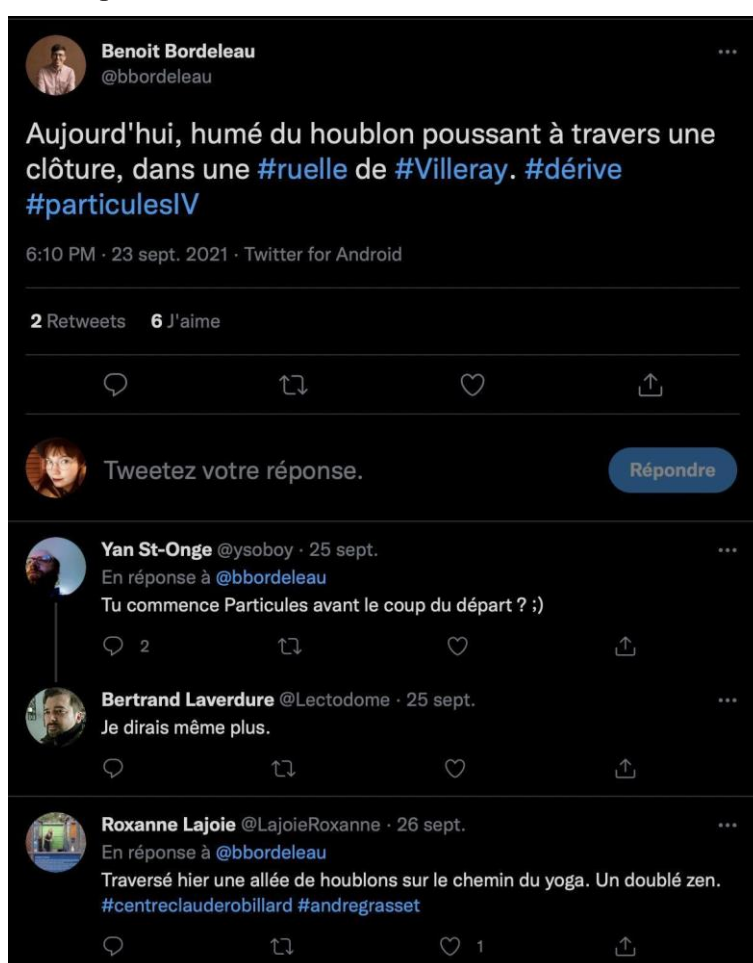 Benoit Bordeleau
@bbordeleau
Aujourd'hui, humé du houblon poussant à travers une
clôture, dans une #ruelle de #Villeray. #dérive
#particulesIV
6:10 PM · 23 sept. 2021 · Twitter for Android
2 Retweets 6 J'aime
Tweetez votre réponse.
Répondre
Yan St-Onge @ysoboy · 25 sept.
En réponse à @bbordeleau
Tu commence Particules avant le coup du départ ? ;)
2
Bertrand Laverdure @Lectodome · 25 sept.
Je dirais même plus.
Roxanne Lajoie @LajoieRoxanne · 26 sept.
En réponse à @bbordeleau
Traversé hier une allée de houblons sur le chemin du yoga. Un doublé zen.
#centreclauderobillard #andregrasset
1